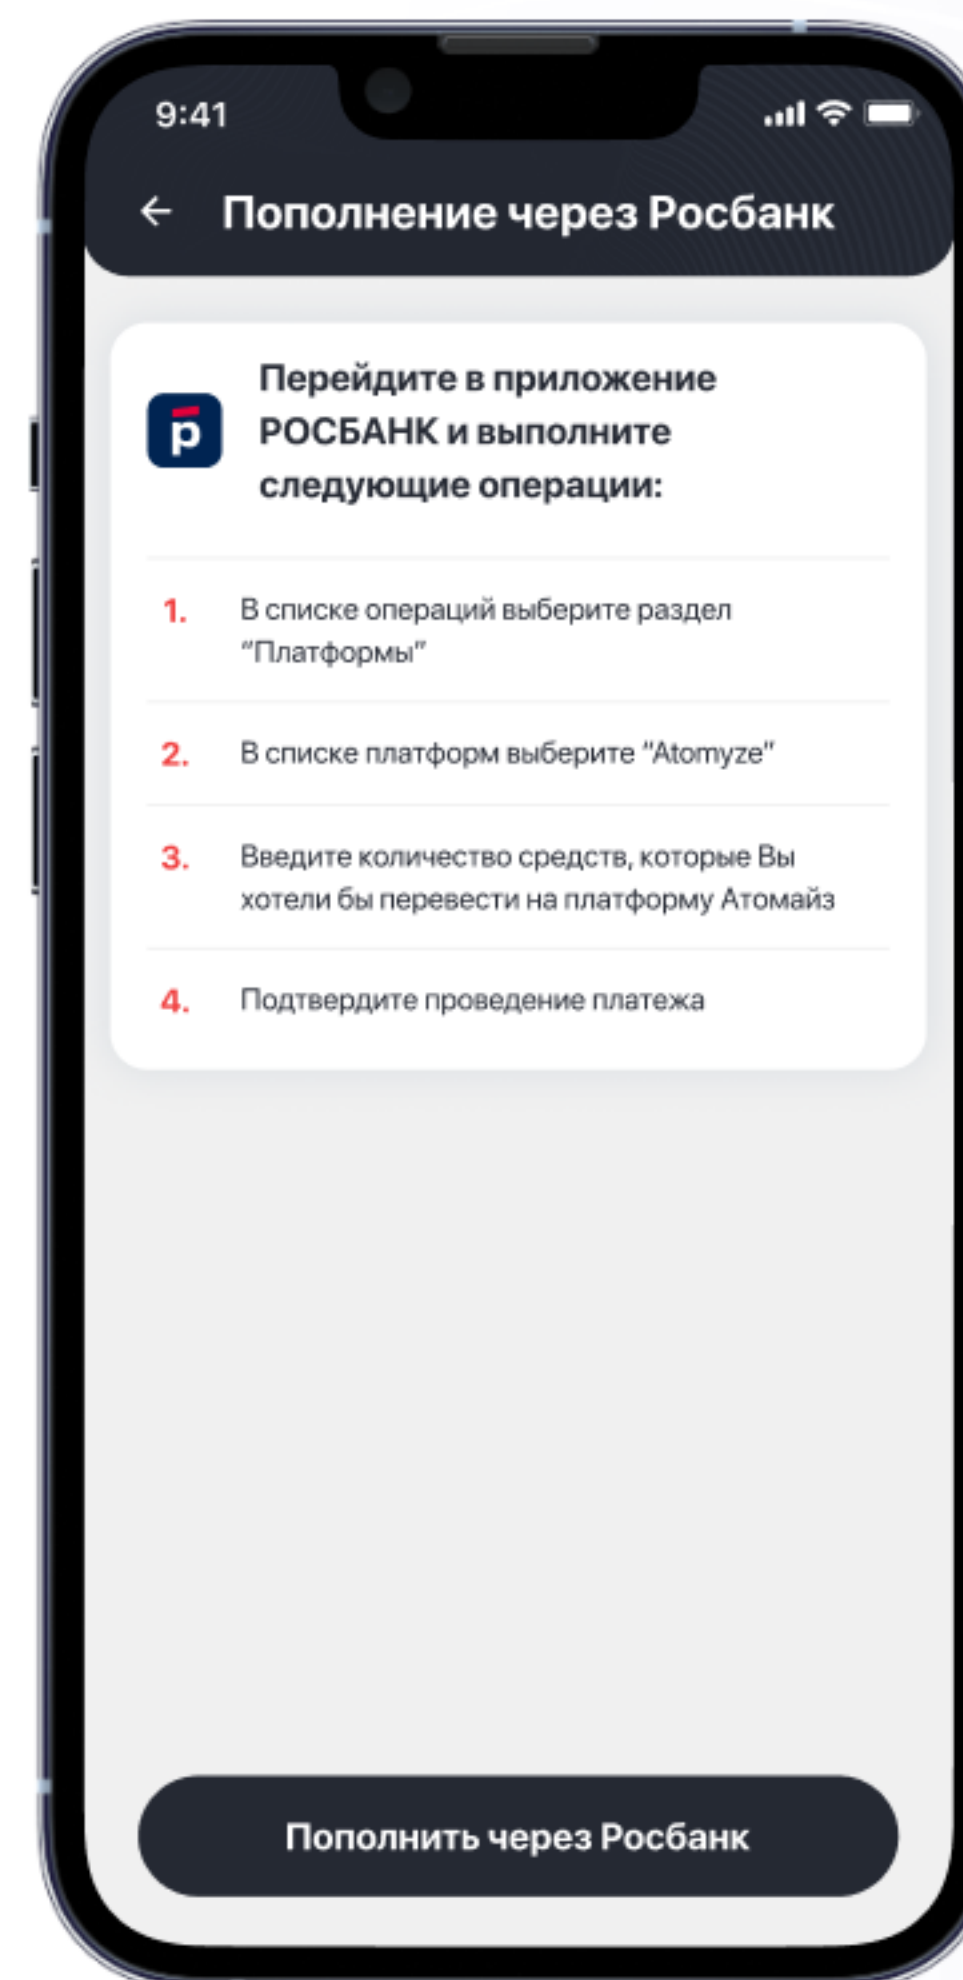 9:41
← Пополнение через Росбанк
Перейдите в приложение
РОСБАНК и выполните
следующие операции:
р
1. В списке операций выберите раздел
“Платформы”
2. В списке платформ выберите “Atomyze”
3. Введите количество средств, которые Вы
хотели бы перевести на платформу Атомайз
4. Подтвердите проведение платежа
Пополнить через Росбанк